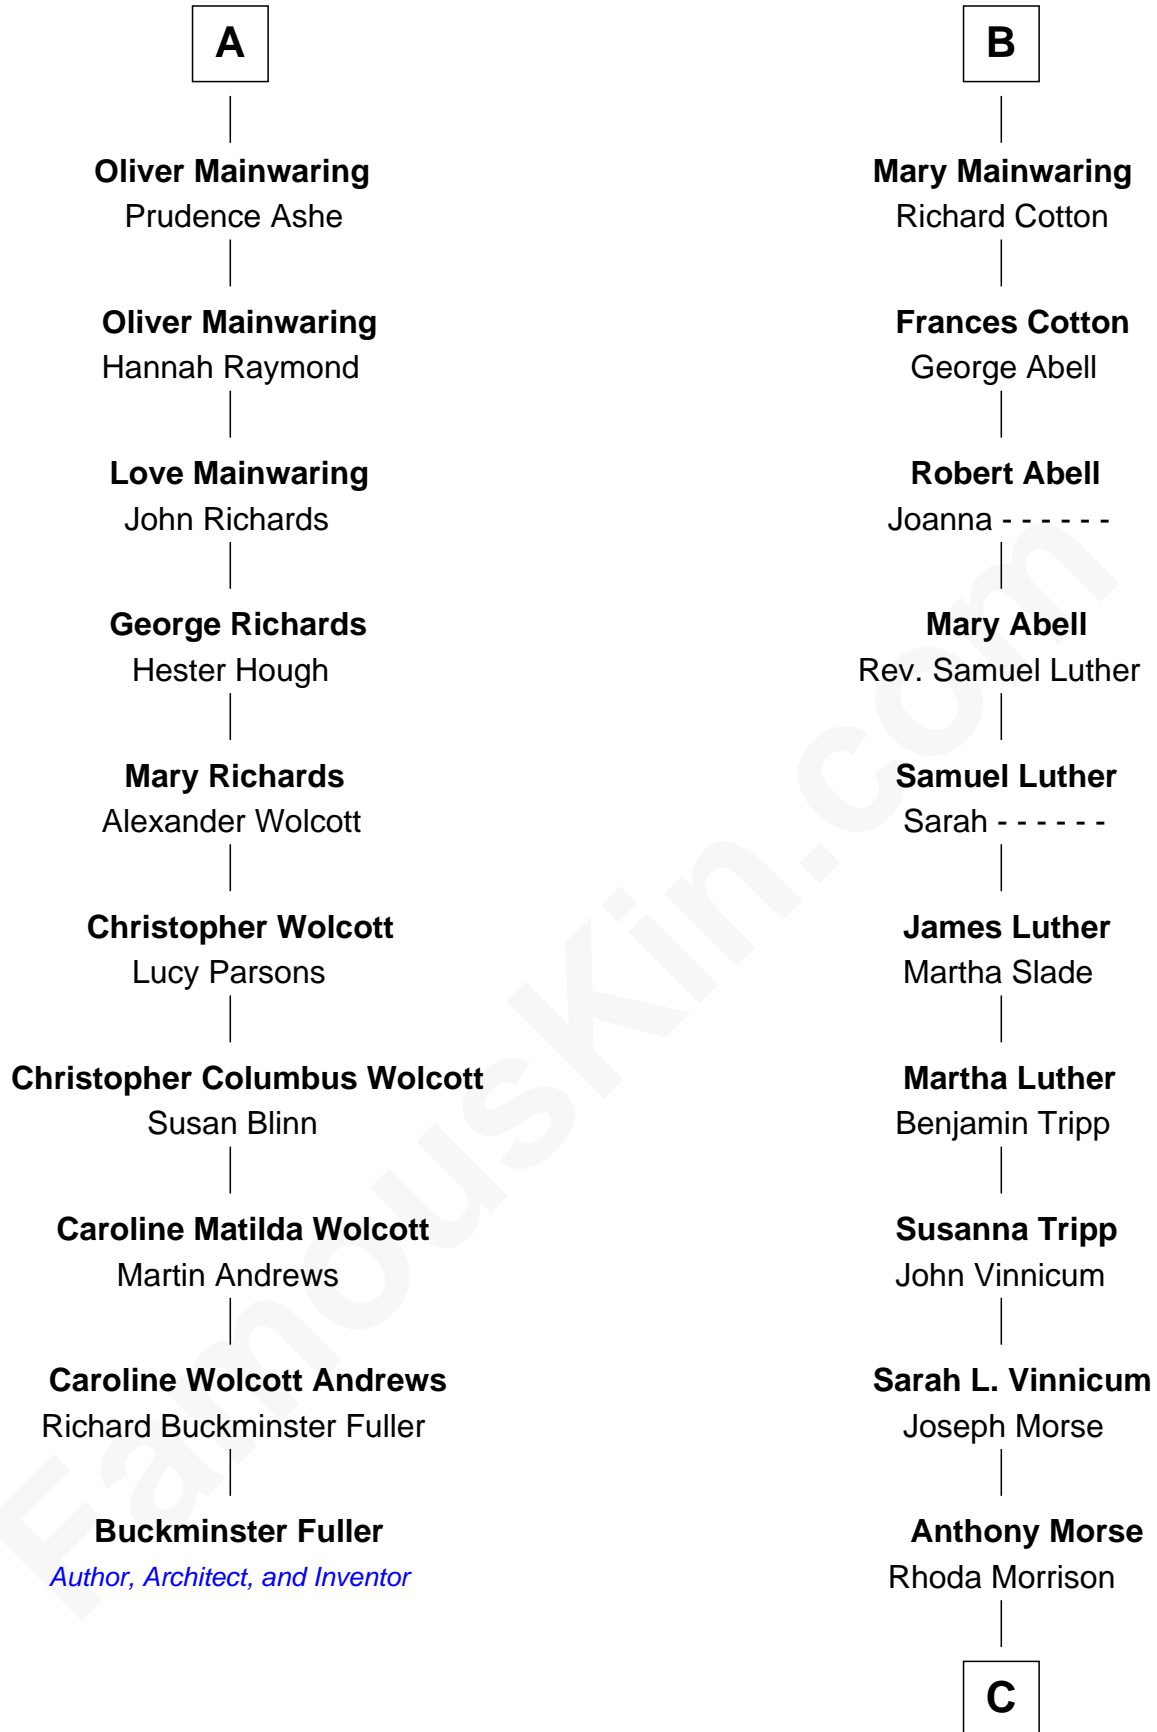 A
Oliver Mainwaring
Prudence Ashe
Oliver Mainwaring
Hannah Raymond
Love Mainwaring
John Richards
George Richards
Hester Hough
Mary Richards
Alexander Wolcott
Christopher Wolcott
Lucy Parsons
Christopher Columbus Wolcott
Susan Blinn
Caroline Matilda Wolcott
Martin Andrews
Caroline Wolcott Andrews
Richard Buckminster Fuller
Buckminster Fuller
Author, Architect, and Inventor
B
Mary Mainwaring
Richard Cotton
Frances Cotton
George Abell
Robert Abell
Joanna - - - - - -
Mary Abell
Rev. Samuel Luther
Samuel Luther
Sarah - - - - - -
James Luther
Martha Slade
Martha Luther
Benjamin Tripp
Susanna Tripp
John Vinnicum
Sarah L. Vinnicum
Joseph Morse
Anthony Morse
Rhoda Morrison
C
FamousKin.com